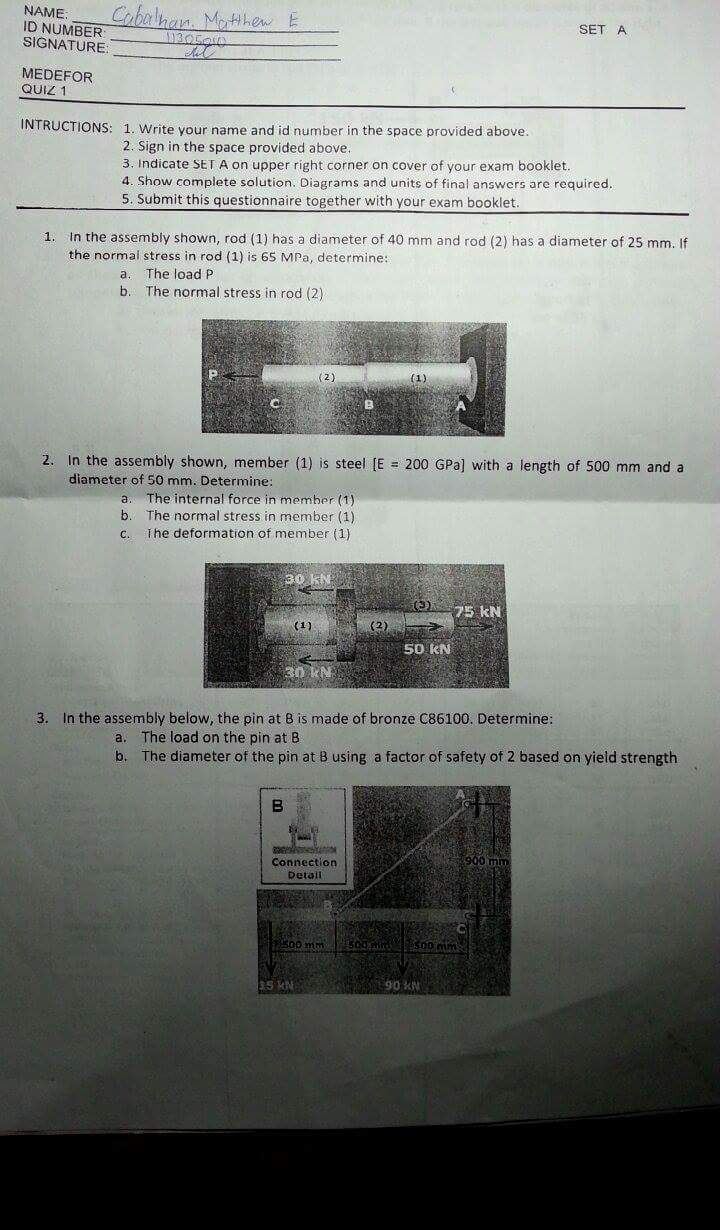 NAME: Cabalhan. Matthew E
ID NUMBER: 11305010
SIGNATURE:
SET A
MEDEFOR
QUIZ 1
INTRUCTIONS: 1. Write your name and id number in the space provided above.
2. Sign in the space provided above.
3. Indicate SET A on upper right corner on cover of your exam booklet.
4. Show complete solution. Diagrams and units of final answers are required.
5. Submit this questionnaire together with your exam booklet.
1. In the assembly shown, rod (1) has a diameter of 40 mm and rod (2) has a diameter of 25 mm. If
the normal stress in rod (1) is 65 MPa, determine:
a. The load P
b. The normal stress in rod (2)
P (2) (1)
C B A
2. In the assembly shown, member (1) is steel [E = 200 GPa] with a length of 500 mm and a
diameter of 50 mm. Determine:
a. The internal force in member (1)
b. The normal stress in member (1)
c. The deformation of member (1)
30 kN
(3) 75 kN
(1) (2)
50 kN
30 kN
3. In the assembly below, the pin at B is made of bronze C86100. Determine:
a. The load on the pin at B
b. The diameter of the pin at B using a factor of safety of 2 based on yield strength
B
A
Connection
Detail
900 mm
B
C
500 mm 500 mm 500 mm
90 kN